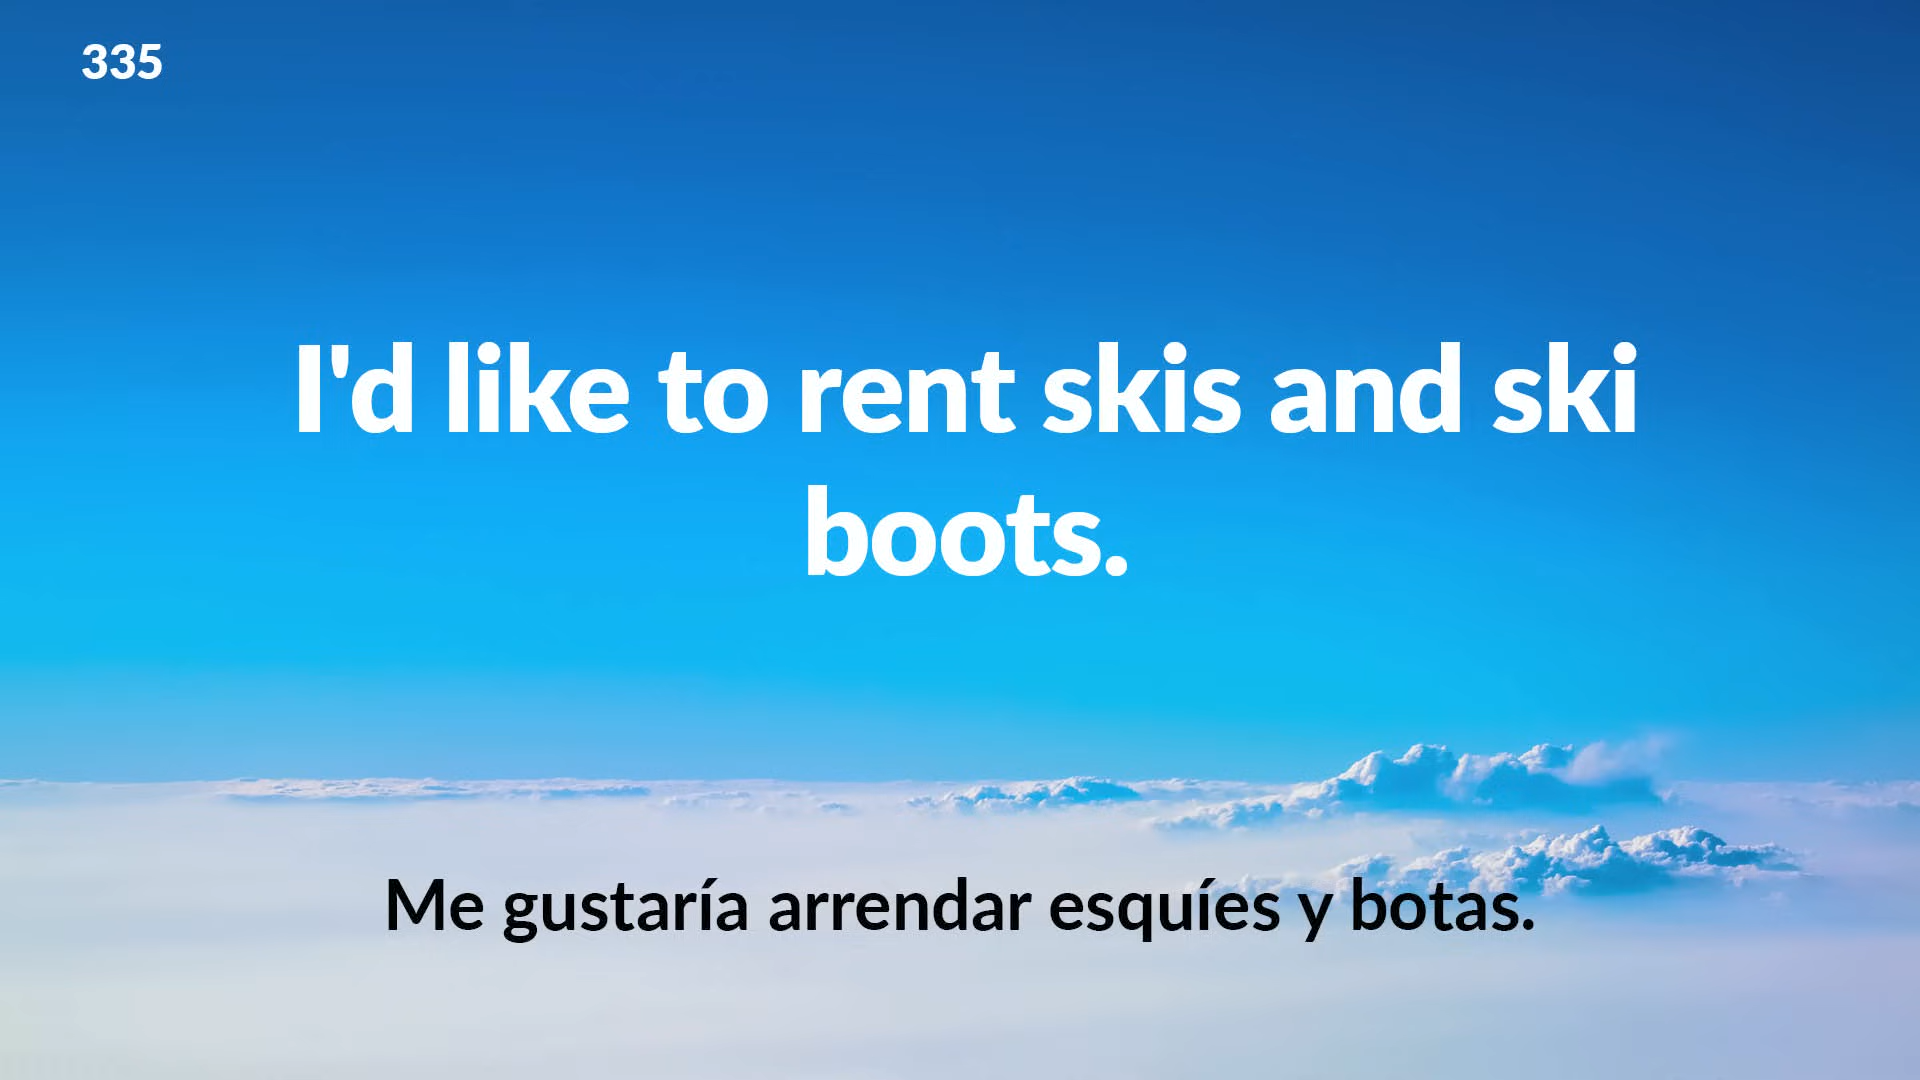 335
I'd like to rent skis and ski
boots.
Me gustaría arrendar esquíes y botas.